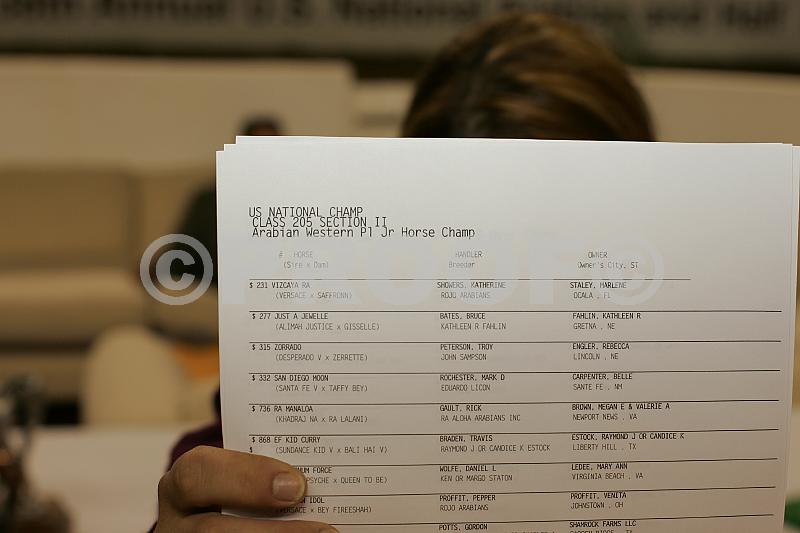 Annual U.S. National
and
US NATIONAL CHAMP
CLASS 205 SECTION II
Arabian Western Pl Jr Horse Champ
# HORSE HANDLER OWNER
(Sire x Dam) Breeder Owner's City, ST
$ 231 VIZCAYA RA SHOWERS, KATHERINE STALEY, MARLENE
(VERSACE x SAFFRONN) ROJO ARABIANS OCALA , FL
$ 277 JUST A JEWELLE BATES, BRUCE FAHLIN, KATHLEEN R
(ALIMAH JUSTICE x GISSELLE) KATHLEEN R FAHLIN GRETNA , NE
$ 315 ZORRADO PETERSON, TROY ENGLER, REBECCA
(DESPERADO V x ZERRETTE) JOHN SAMPSON LINCOLN , NE
$ 332 SAN DIEGO MOON ROCHESTER, MARK D CARPENTER, BELLE
(SANTA FE V x TAFFY BEY) EDUARDO LICON SANTE FE , NM
$ 736 RA MANALOA GAULT, RICK BROWN, MEGAN E & VALERIE A
(KHADRAJ NA x RA LALANI) RA ALOHA ARABIANS INC NEWPORT NEWS , VA
$ 868 EF KID CURRY BRADEN, TRAVIS ESTOCK, RAYMOND J OR CANDICE K
$ (SUNDANCE KID V x BALI HAI V) RAYMOND J OR CANDICE K ESTOCK LIBERTY HILL , TX
NUM FORCE WOLFE, DANIEL L LEDEE, MARY ANN
PSYCHE x QUEEN TO BE) KEN OR MARGO STATON VIRGINIA BEACH , VA
IDOL PROFFIT, PEPPER PROFFIT, VENITA
(VERSACE x BEY FIREESHAH) ROJO ARABIANS JOHNSTOWN , OH
POTTS, GORDON SHAMROCK FARMS LLC
© ©